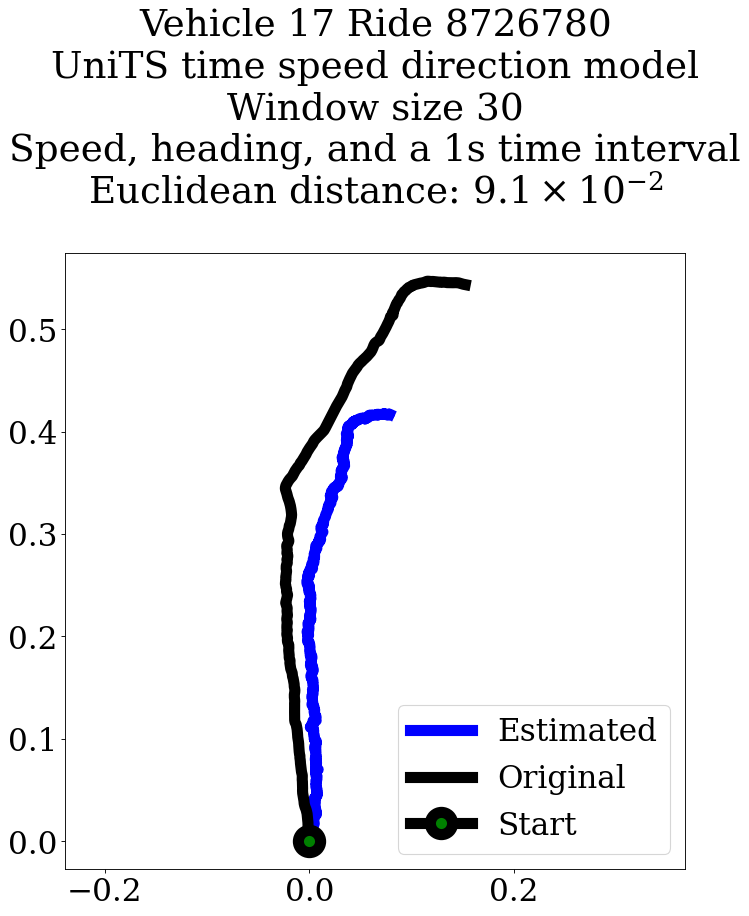 Vehicle 17 Ride 8726780
UniTS time speed direction model
Window size 30
Speed, heading, and a 1s time interval
Euclidean distance: 9.1 × 10⁻²
0.5
0.4
0.3
0.2
0.1
0.0
−0.2
0.0
0.2
Estimated
Original
Start